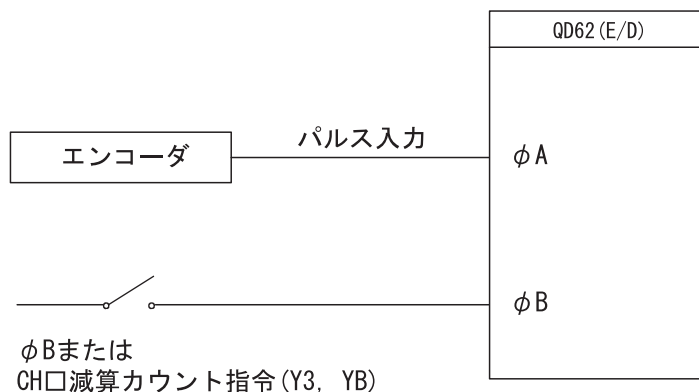 QD62(E/D)
エンコーダ
パルス入力
φA
φB
φBまたは
CH□減算カウント指令(Y3, YB)